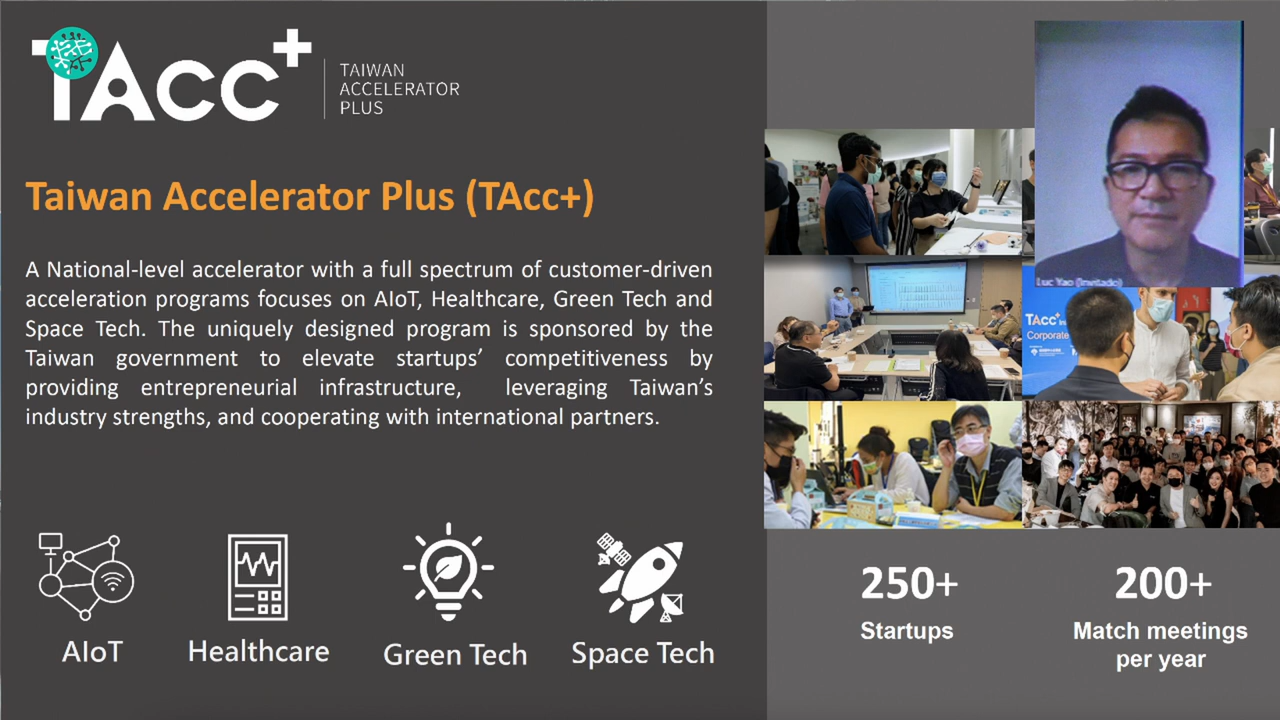 TAcc+
TAIWAN
ACCELERATOR
PLUS
Taiwan Accelerator Plus (TAcc+)
A National-level accelerator with a full spectrum of customer-driven
acceleration programs focuses on AIoT, Healthcare, Green Tech and
Space Tech. The uniquely designed program is sponsored by the
Taiwan government to elevate startups’ competitiveness by
providing entrepreneurial infrastructure, leveraging Taiwan’s
industry strengths, and cooperating with international partners.
AIoT
Healthcare
Green Tech
Space Tech
Luc Yao (Invitado)
TAcc+
Corporate
250+
Startups
200+
Match meetings
per year